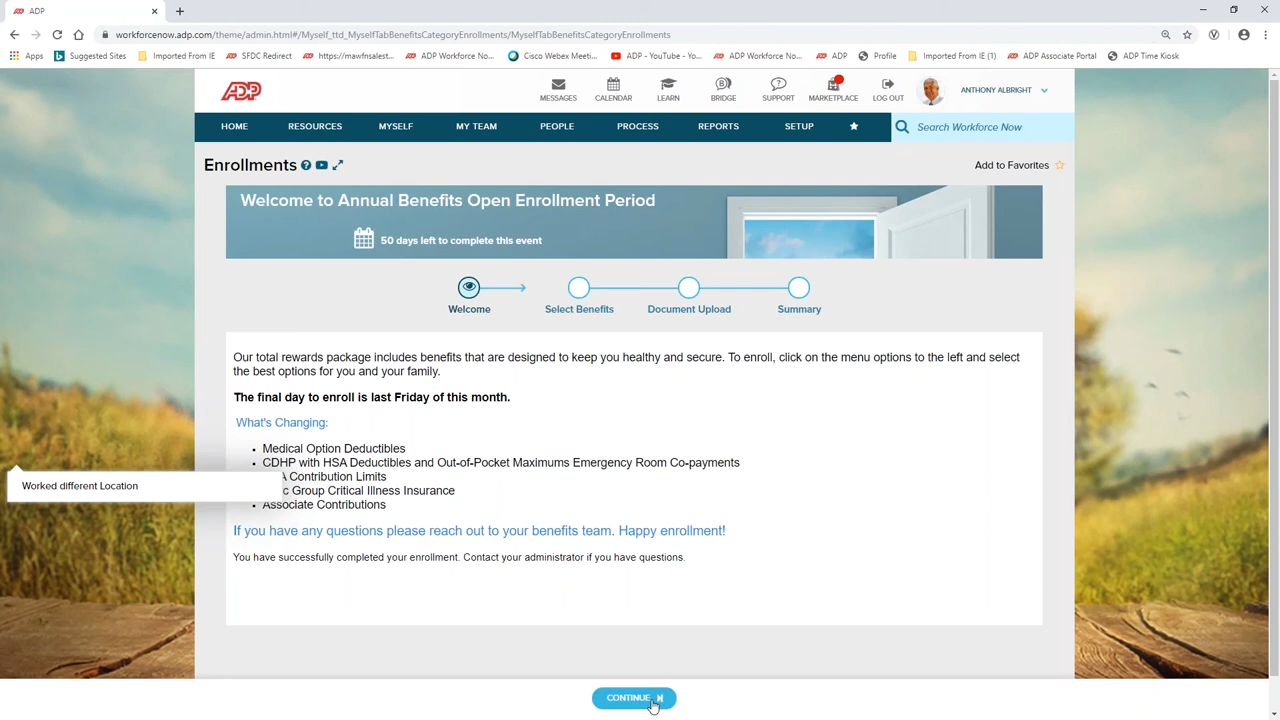 ADP
workforcenow.adp.com/theme/admin.html#/Myself_ttd_MyselfTabBenefitsCategoryEnrollments/MyselfTabBenefitsCategoryEnrollments
Apps
Suggested Sites
Imported From IE
SFDC Redirect
https://mawfnsalest...
ADP Workforce No...
Cisco Webex Meeti...
ADP - YouTube - Yo...
ADP Workforce No...
ADP
Profile
Imported From IE (1)
ADP Associate Portal
ADP Time Kiosk
ADP
MESSAGES
CALENDAR
LEARN
BRIDGE
SUPPORT
MARKETPLACE
LOG OUT
ANTHONY ALBRIGHT
HOME
RESOURCES
MYSELF
MY TEAM
PEOPLE
PROCESS
REPORTS
SETUP
Search Workforce Now
Enrollments
Add to Favorites
Welcome to Annual Benefits Open Enrollment Period
50 days left to complete this event
Welcome
Select Benefits
Document Upload
Summary
Our total rewards package includes benefits that are designed to keep you healthy and secure. To enroll, click on the menu options to the left and select
the best options for you and your family.
The final day to enroll is last Friday of this month.
What's Changing:
• Medical Option Deductibles
• CDHP with HSA Deductibles and Out-of-Pocket Maximums Emergency Room Co-payments
A Contribution Limits
Worked different Location
c Group Critical Illness Insurance
• Associate Contributions
If you have any questions please reach out to your benefits team. Happy enrollment!
You have successfully completed your enrollment. Contact your administrator if you have questions.
CONTINUE